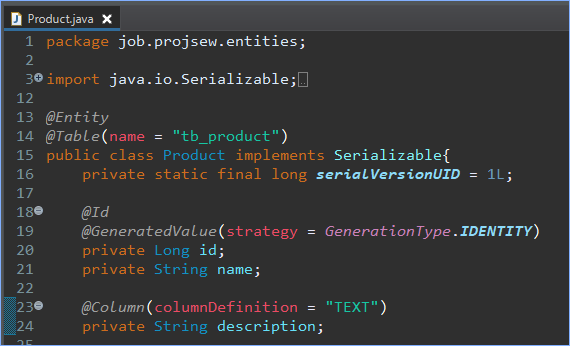 Product.java
1 package job.projsew.entities;
2
3 import java.io.Serializable;
12
13 @Entity
14 @Table(name = "tb_product")
15 public class Product implements Serializable{
16 private static final long serialVersionUID = 1L;
17
18 @Id
19 @GeneratedValue(strategy = GenerationType.IDENTITY)
20 private Long id;
21 private String name;
22
23 @Column(columnDefinition = "TEXT")
24 private String description;